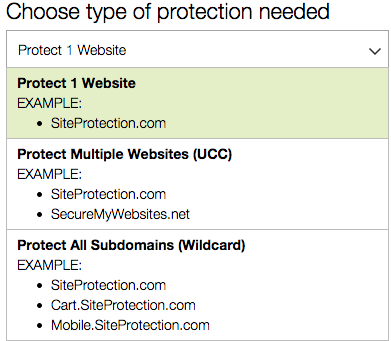 Choose type of protection needed
Protect 1 Website
Protect 1 Website
EXAMPLE:
• SiteProtection.com
Protect Multiple Websites (UCC)
EXAMPLE:
• SiteProtection.com
• SecureMyWebsites.net
Protect All Subdomains (Wildcard)
EXAMPLE:
• SiteProtection.com
• Cart.SiteProtection.com
• Mobile.SiteProtection.com